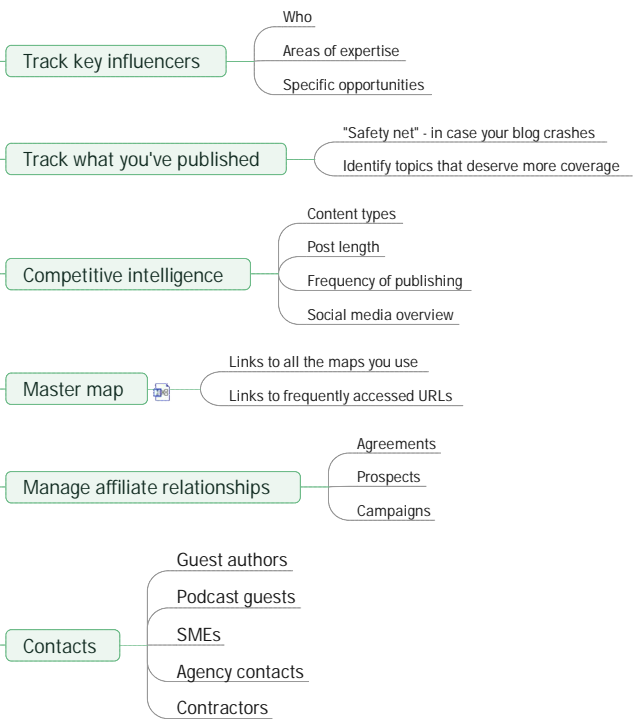 Who
Track key influencers
Areas of expertise
Specific opportunities
"Safety net" - in case your blog crashes
Track what you've published
Identify topics that deserve more coverage
Content types
Post length
Competitive intelligence
Frequency of publishing
Social media overview
Links to all the maps you use
Master map
Links to frequently accessed URLs
Agreements
Manage affiliate relationships
Prospects
Campaigns
Guest authors
Podcast guests
SMEs
Contacts
Agency contacts
Contractors